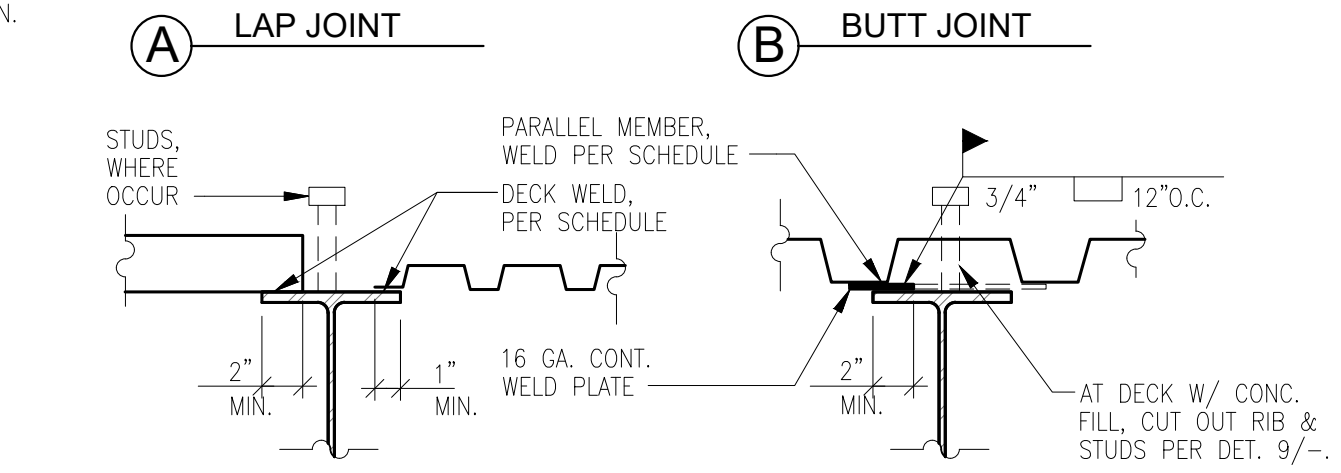 N.
A LAP JOINT
B BUTT JOINT
STUDS,
WHERE
OCCUR
PARALLEL MEMBER,
WELD PER SCHEDULE
DECK WELD,
PER SCHEDULE
3/4"
12"O.C.
2"
MIN.
1"
MIN.
16 GA. CONT.
WELD PLATE
2"
MIN.
AT DECK W/ CONC.
FILL, CUT OUT RIB &
STUDS PER DET. 9/-.